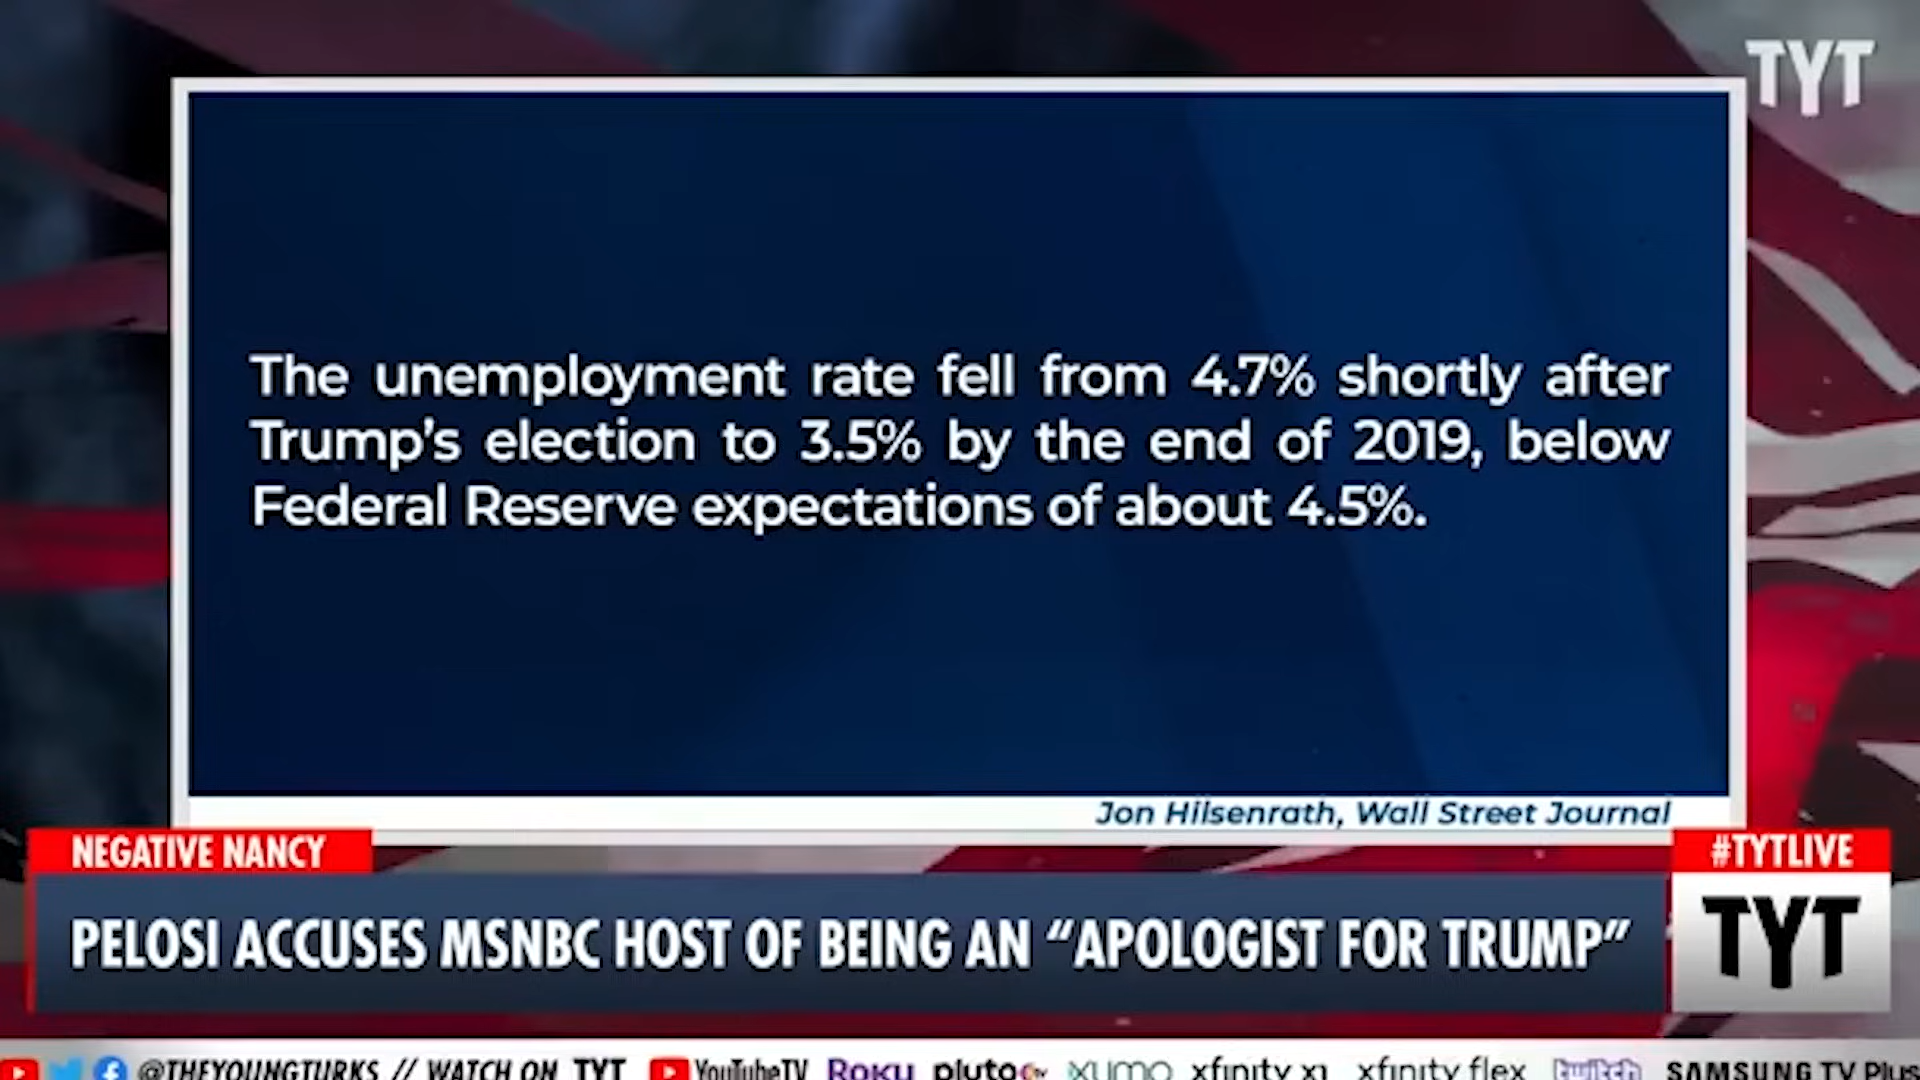 TYT
The unemployment rate fell from 4.7% shortly after
Trump's election to 3.5% by the end of 2019, below
Federal Reserve expectations of about 4.5%.
Jon Hilsenrath, Wall Street Journal
NEGATIVE NANCY
#TYTLIVE
PELOSI ACCUSES MSNBC HOST OF BEING AN “APOLOGIST FOR TRUMP”
TYT
@THEYOUNGTURKS // WATCH ON TYT YouTubeTV Roku pluto tv xumo xfinity x1 xfinity flex twitch SAMSUNG TV Plus